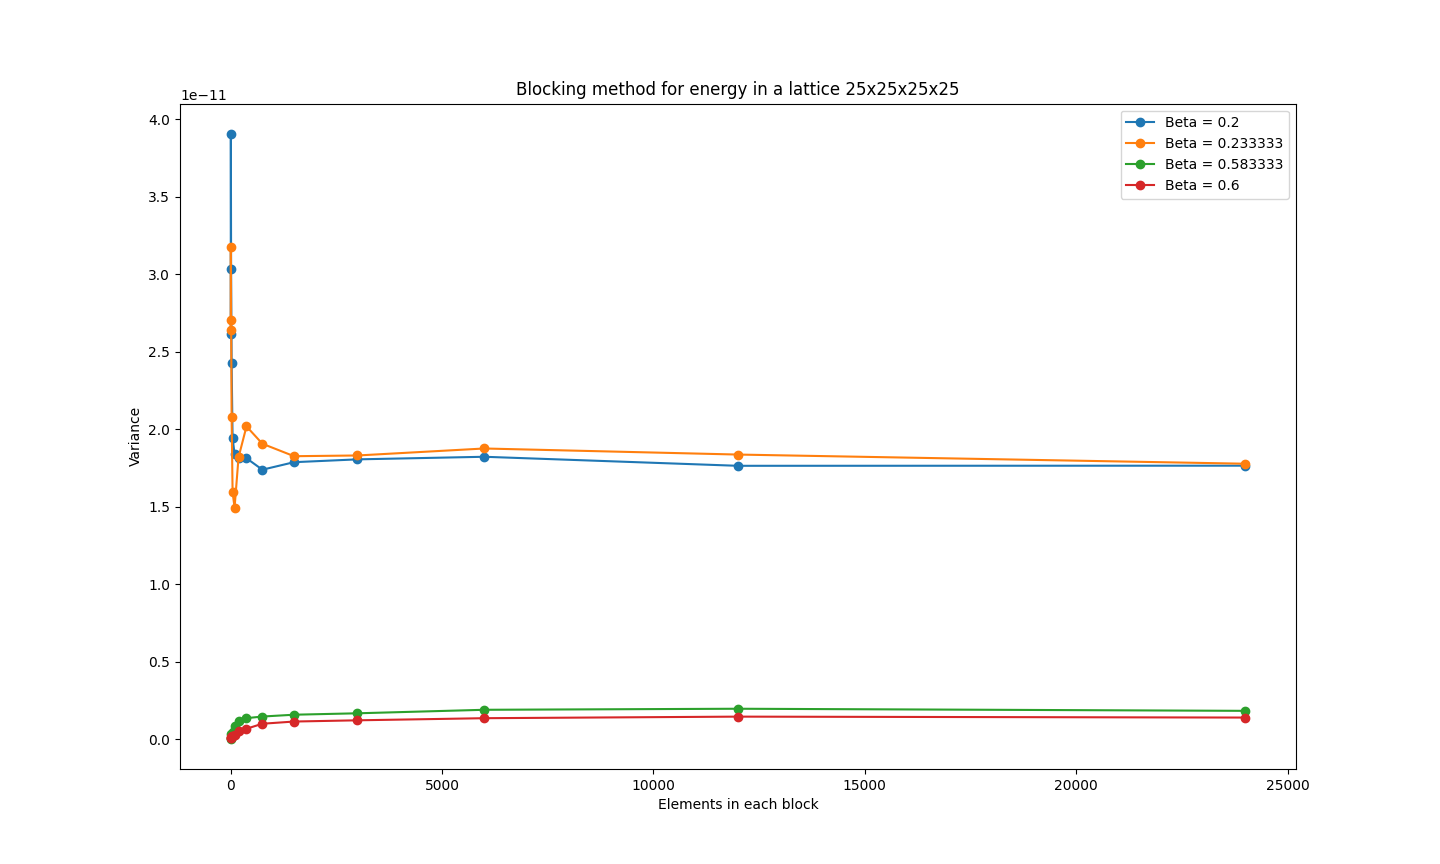 Blocking method for energy in a lattice 25x25x25x25
1e−11
4.0
3.5
3.0
2.5
2.0
1.5
1.0
0.5
0.0
Variance
Beta = 0.2
Beta = 0.233333
Beta = 0.583333
Beta = 0.6
0
5000
10000
15000
20000
25000
Elements in each block